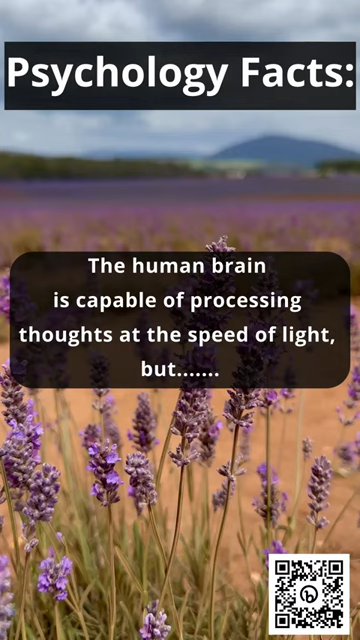 Psychology Facts:
The human brain
is capable of processing
thoughts at the speed of light,
but.......